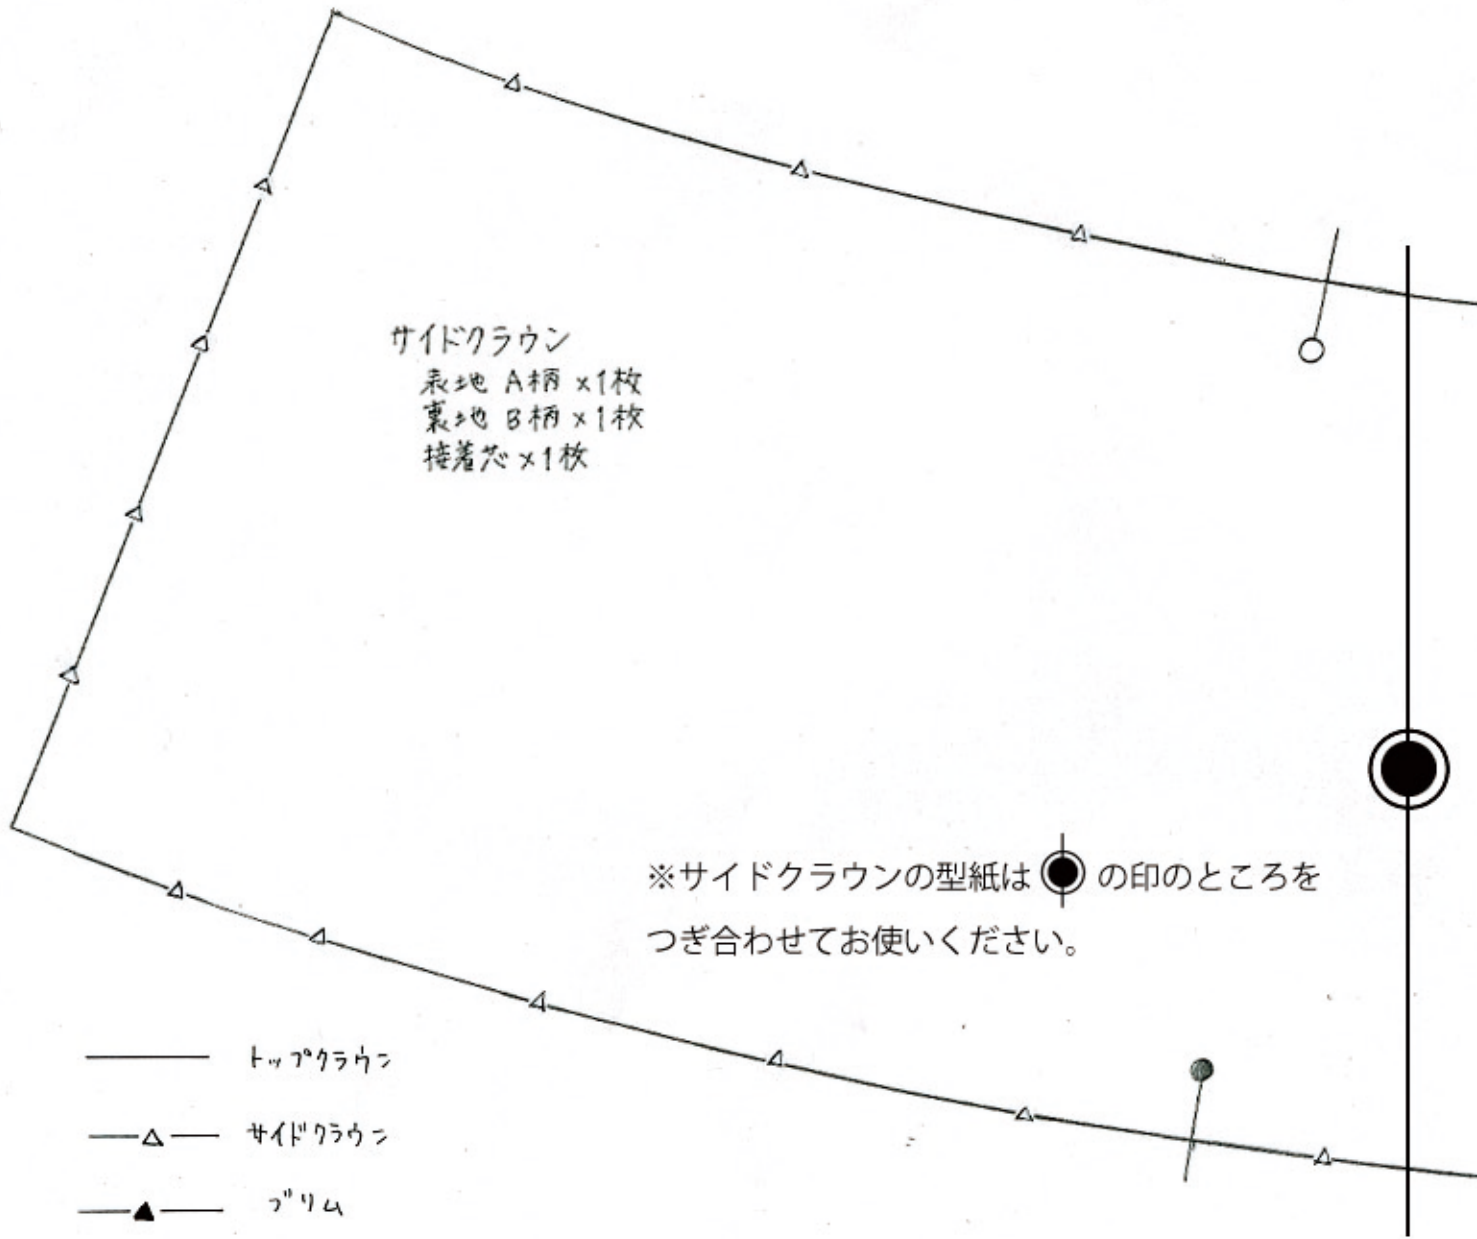 サイドクラウン
表地 A柄 ×1枚
裏地 B柄 ×1枚
接着芯 ×1枚
※サイドクラウンの型紙は の印のところを
つぎ合わせてお使いください。
トップクラウン
サイドクラウン
ブリム